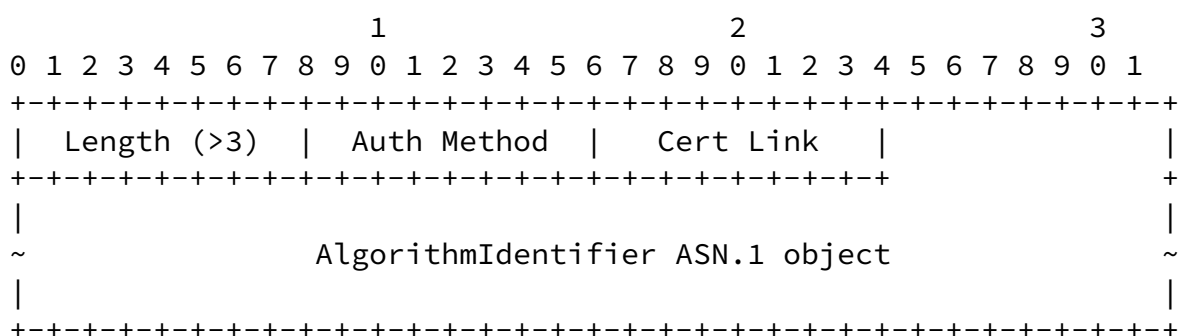 1                   2                   3
 0 1 2 3 4 5 6 7 8 9 0 1 2 3 4 5 6 7 8 9 0 1 2 3 4 5 6 7 8 9 0 1
+-+-+-+-+-+-+-+-+-+-+-+-+-+-+-+-+-+-+-+-+-+-+-+-+-+-+-+-+-+-+-+-+
|  Length (>3)  |  Auth Method  |   Cert Link   |               |
+-+-+-+-+-+-+-+-+-+-+-+-+-+-+-+-+-+-+-+-+-+-+-+-+               +
|                                                               |
~                AlgorithmIdentifier ASN.1 object               ~
|                                                               |
+-+-+-+-+-+-+-+-+-+-+-+-+-+-+-+-+-+-+-+-+-+-+-+-+-+-+-+-+-+-+-+-+